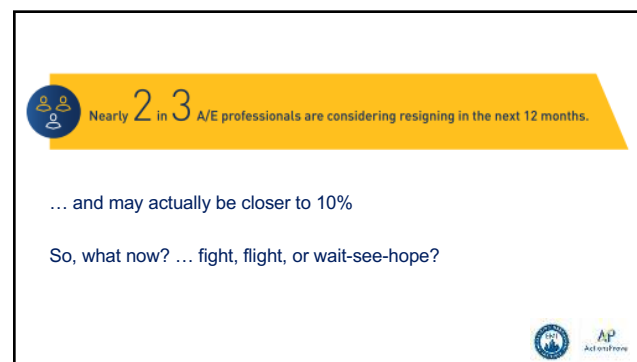 Nearly 2 in 3 A/E professionals are considering resigning in the next 12 months.
… and may actually be closer to 10%
So, what now? … fight, flight, or wait-see-hope?
AP